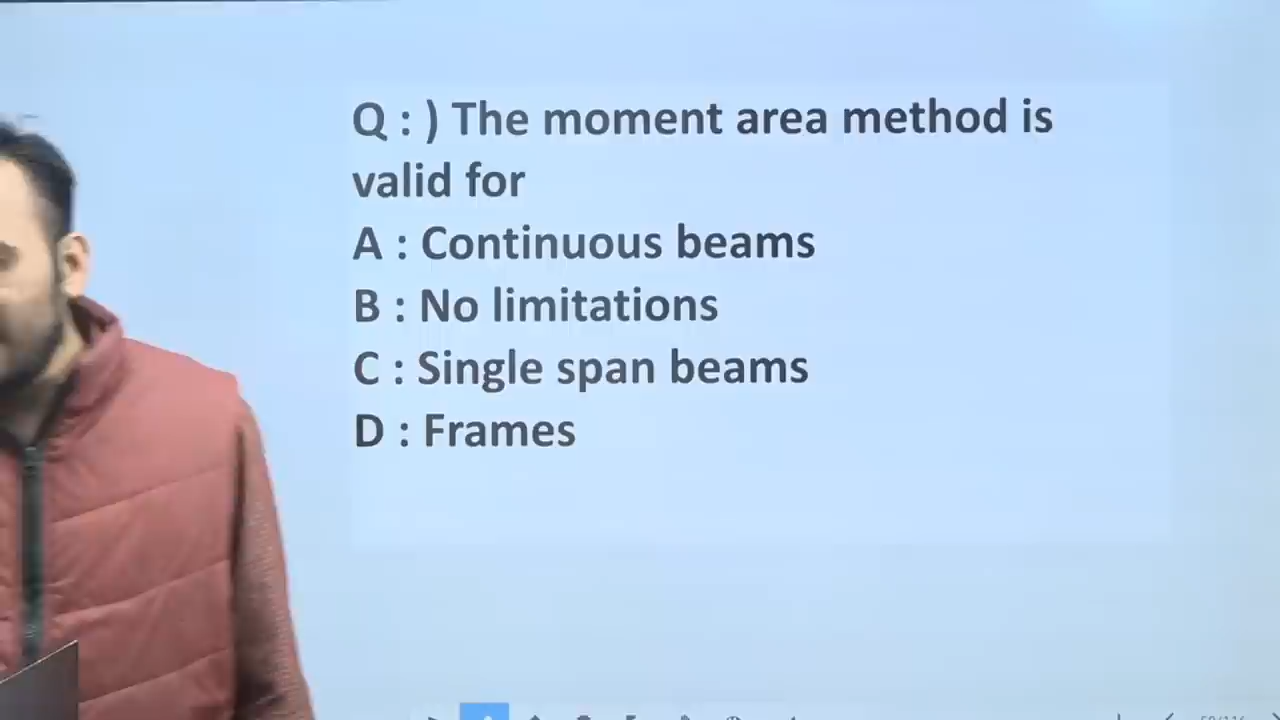 Q : ) The moment area method is
valid for
A : Continuous beams
B : No limitations
C : Single span beams
D : Frames